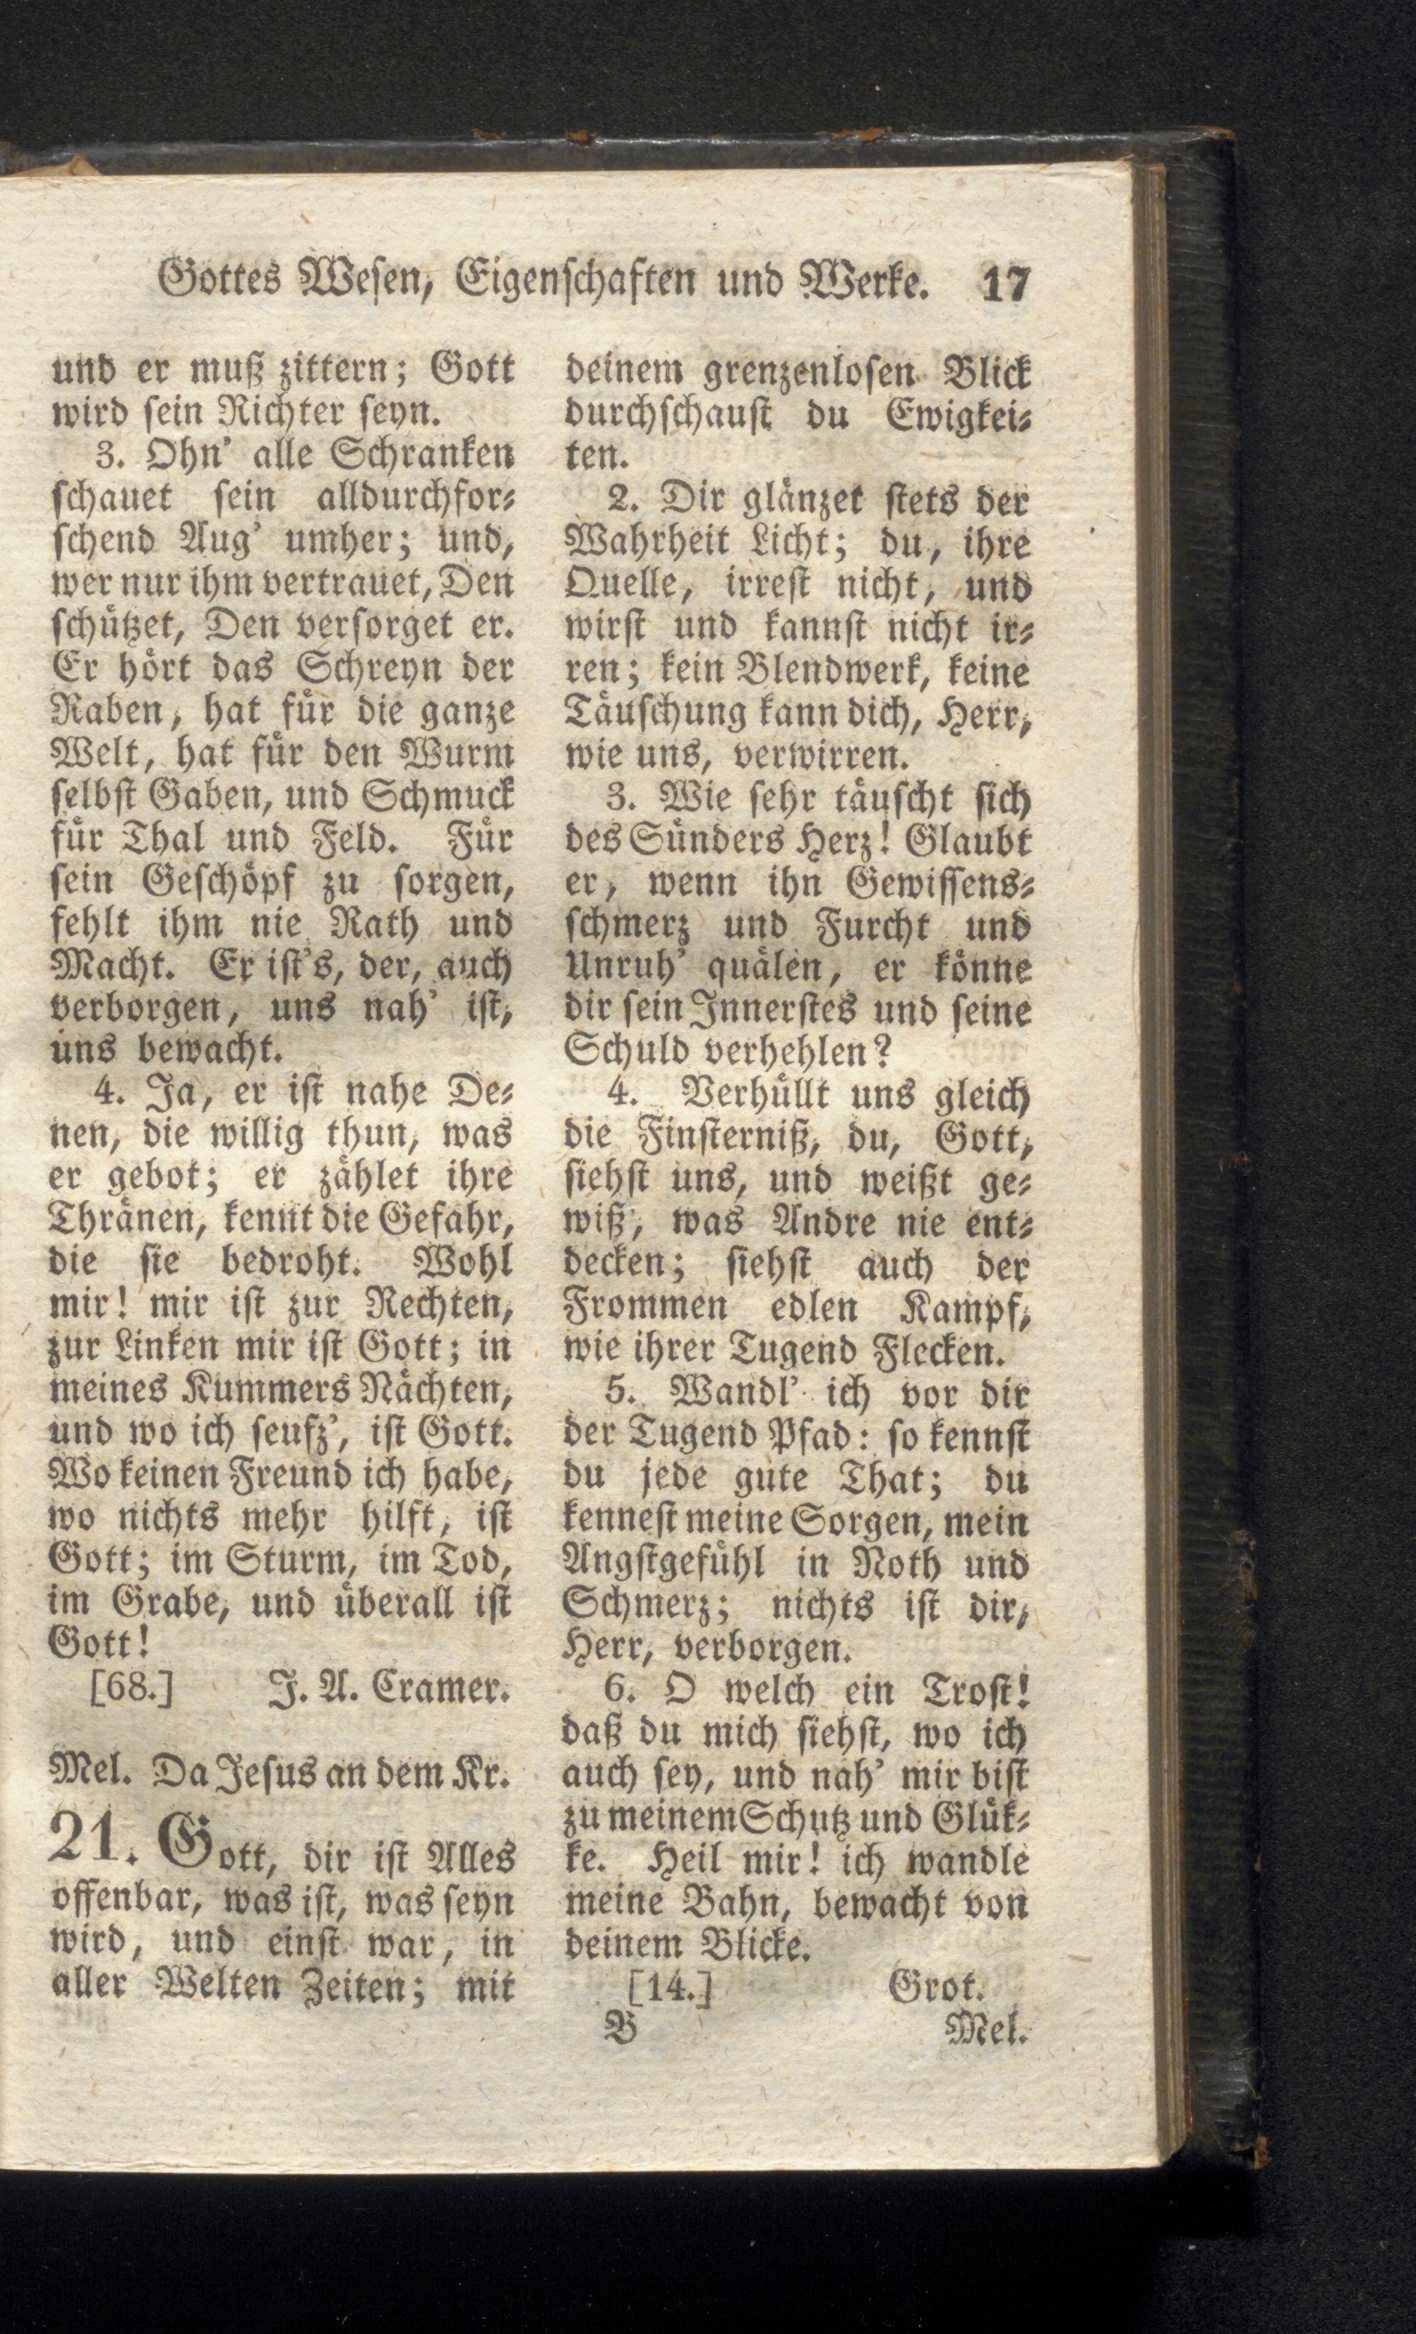 Gottes Weſen, Eigenſchaften und Werke. 17
und er muß zittern; Gott
wird ſein Richter ſeyn.
3. Ohn' alle Schranken
ſchauet ſein alldurchfor⸗
ſchend Aug' umher; und,
wer nur ihm vertrauet, Den
ſchützet, Den verſorget er.
Er hört das Schreyn der
Raben, hat für die ganze
Welt, hat für den Wurm
ſelbſt Gaben, und Schmuck
für Thal und Feld. Für
ſein Geſchöpf zu ſorgen,
fehlt ihm nie Rath und
Macht. Er iſt's, der, auch
verborgen, uns nah' iſt,
uns bewacht.
4. Ja, er iſt nahe De⸗
nen, die willig thun, was
er gebot; er zählet ihre
Thränen, kennt die Gefahr,
die ſie bedroht. Wohl
mir! mir iſt zur Rechten,
zur Linken mir iſt Gott; in
meines Kummers Nächten,
und wo ich ſeufz', iſt Gott.
Wo keinen Freund ich habe,
wo nichts mehr hilft, iſt
Gott; im Sturm, im Tod,
im Grabe, und überall iſt
Gott!
[68.] J. A. Cramer.
Mel. Da Jeſus an dem Kr.
21. Gott, dir iſt Alles
offenbar, was iſt, was ſeyn
wird, und einſt war, in
aller Welten Zeiten; mit
deinem grenzenloſen Blick
durchſchauſt du Ewigkei⸗
ten.
2. Dir glänzet ſtets der
Wahrheit Licht; du, ihre
Quelle, irreſt nicht, und
wirſt und kannſt nicht ir⸗
ren; kein Blendwerk, keine
Täuſchung kann dich, Herr,
wie uns, verwirren.
3. Wie ſehr täuſcht ſich
des Sünders Herz! Glaubt
er, wenn ihn Gewiſſens⸗
ſchmerz und Furcht und
Unruh' quälen, er könne
dir ſein Innerſtes und ſeine
Schuld verhehlen?
4. Verhüllt uns gleich
die Finſterniß, du, Gott,
ſiehſt uns, und weißt ge⸗
wiß, was Andre nie ent⸗
decken; ſiehſt auch der
Frommen edlen Kampf,
wie ihrer Tugend Flecken.
5. Wandl' ich vor dir
der Tugend Pfad: ſo kennſt
du jede gute That; du
kenneſt meine Sorgen, mein
Angſtgefühl in Noth und
Schmerz; nichts iſt dir,
Herr, verborgen.
6. O welch ein Troſt!
daß du mich ſiehſt, wo ich
auch ſey, und nah' mir biſt
zu meinem Schutz und Glük⸗
ke. Heil mir! ich wandle
meine Bahn, bewacht von
deinem Blicke.
[14.] Grot.
B Mel.